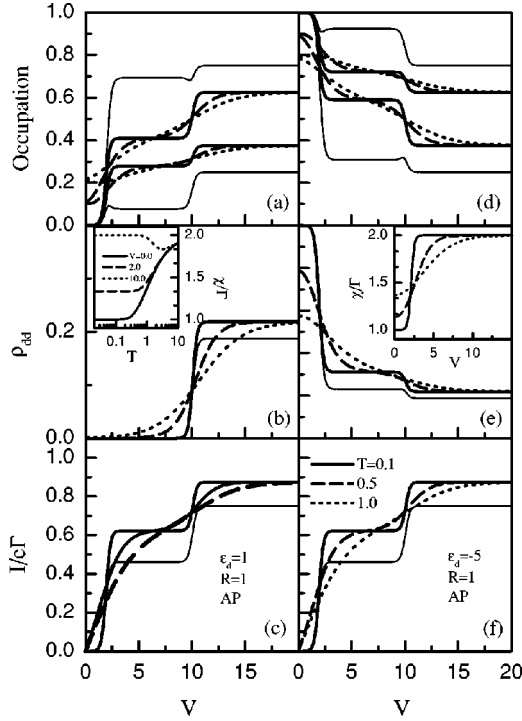 1.0
0.8
0.6
0.4
0.2
0.0
Occupation
(a)
(d)
V=0.0
2.0
10.0
2.0
1.5
1.0
χ/Γ
0.1
1
10
T
2.0
1.5
1.0
χ/Γ
0
5
10
V
0.2
0.0
ρdd
(b)
(e)
1.0
0.8
0.6
0.4
0.2
0.0
I/cΓ
εd=1
R=1
AP
(c)
T=0.1
0.5
1.0
εd=-5
R=1
AP
(f)
0
5
10
15
0
5
10
15
20
V
V